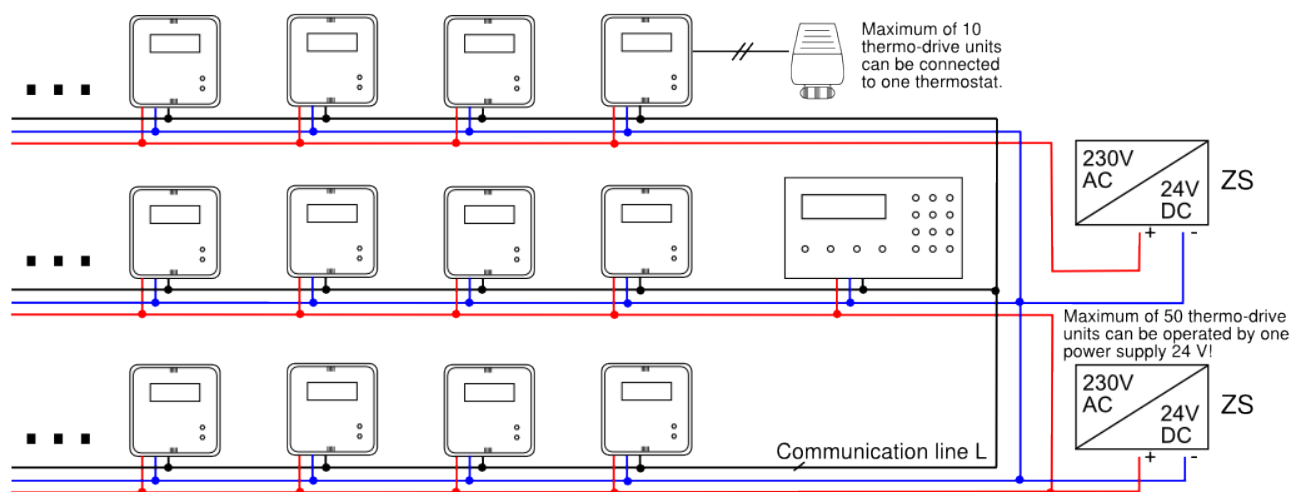 Maximum of 10
thermo-drive units
can be connected
to one thermostat.
230V
AC
24V
DC
ZS
+ -
Maximum of 50 thermo-drive
units can be operated by one
power supply 24 V!
230V
AC
24V
DC
ZS
+ -
Communication line L